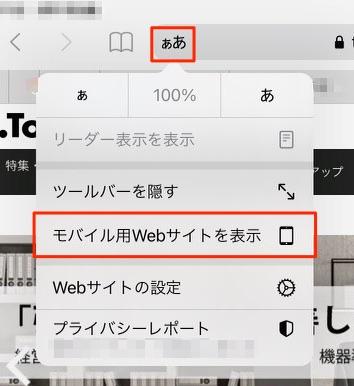 ぁあ
ぁ 100% あ
リーダー表示を表示
.To
特集
ツールバーを隠す
アップ
モバイル用Webサイトを表示
Webサイトの設定
プライバシーレポート
経営
機器